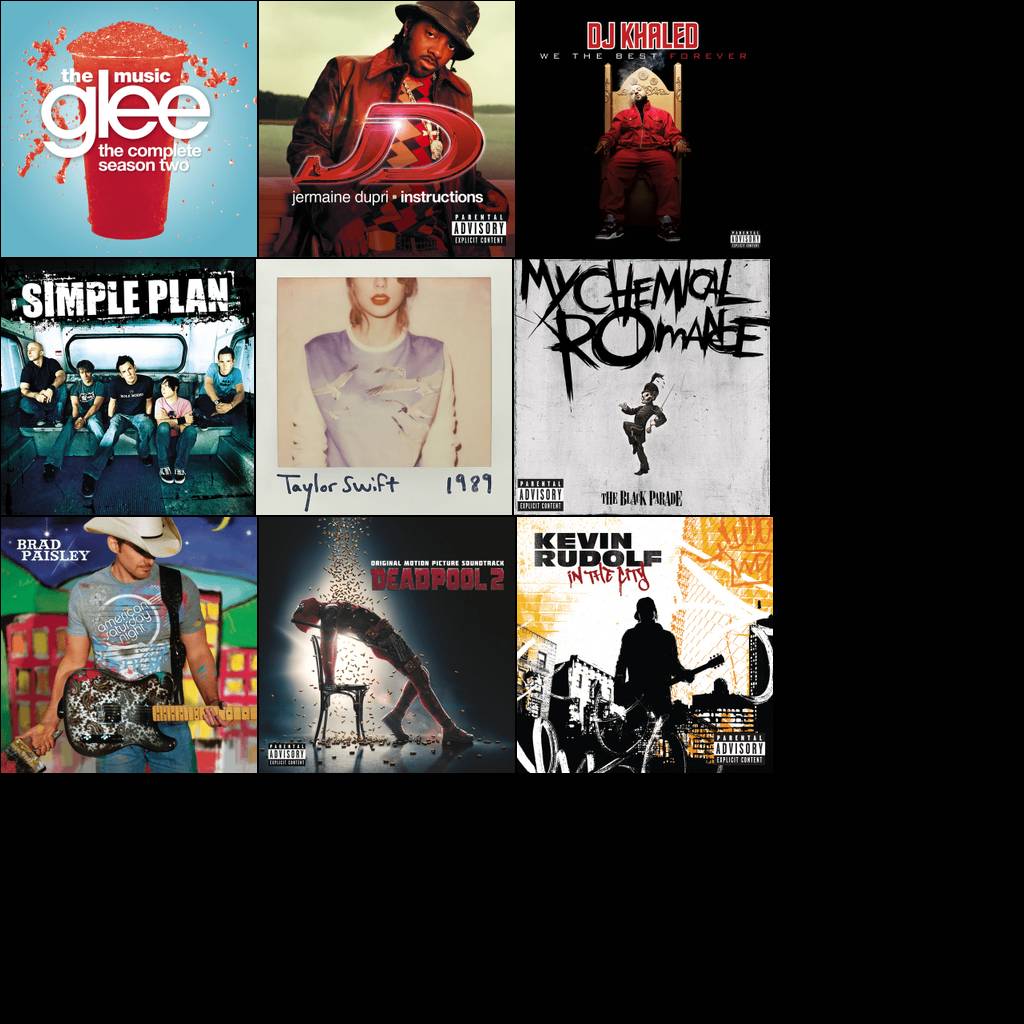 the music
glee
the complete
season two
JD
jermaine dupri • instructions
PARENTAL
ADVISORY
EXPLICIT CONTENT
DJ KHALED
WE THE BEST FOREVER
PARENTAL
ADVISORY
EXPLICIT CONTENT
SIMPLE PLAN
Taylor Swift 1989
MY CHEMICAL
ROMANCE
PARENTAL
ADVISORY
EXPLICIT CONTENT
THE BLACK PARADE
BRAD
PAISLEY
american
saturday
night
ORIGINAL MOTION PICTURE SOUNDTRACK
DEADPOOL 2
PARENTAL
ADVISORY
EXPLICIT CONTENT
KEVIN
RUDOLF
IN THE CITY
PARENTAL
ADVISORY
EXPLICIT CONTENT